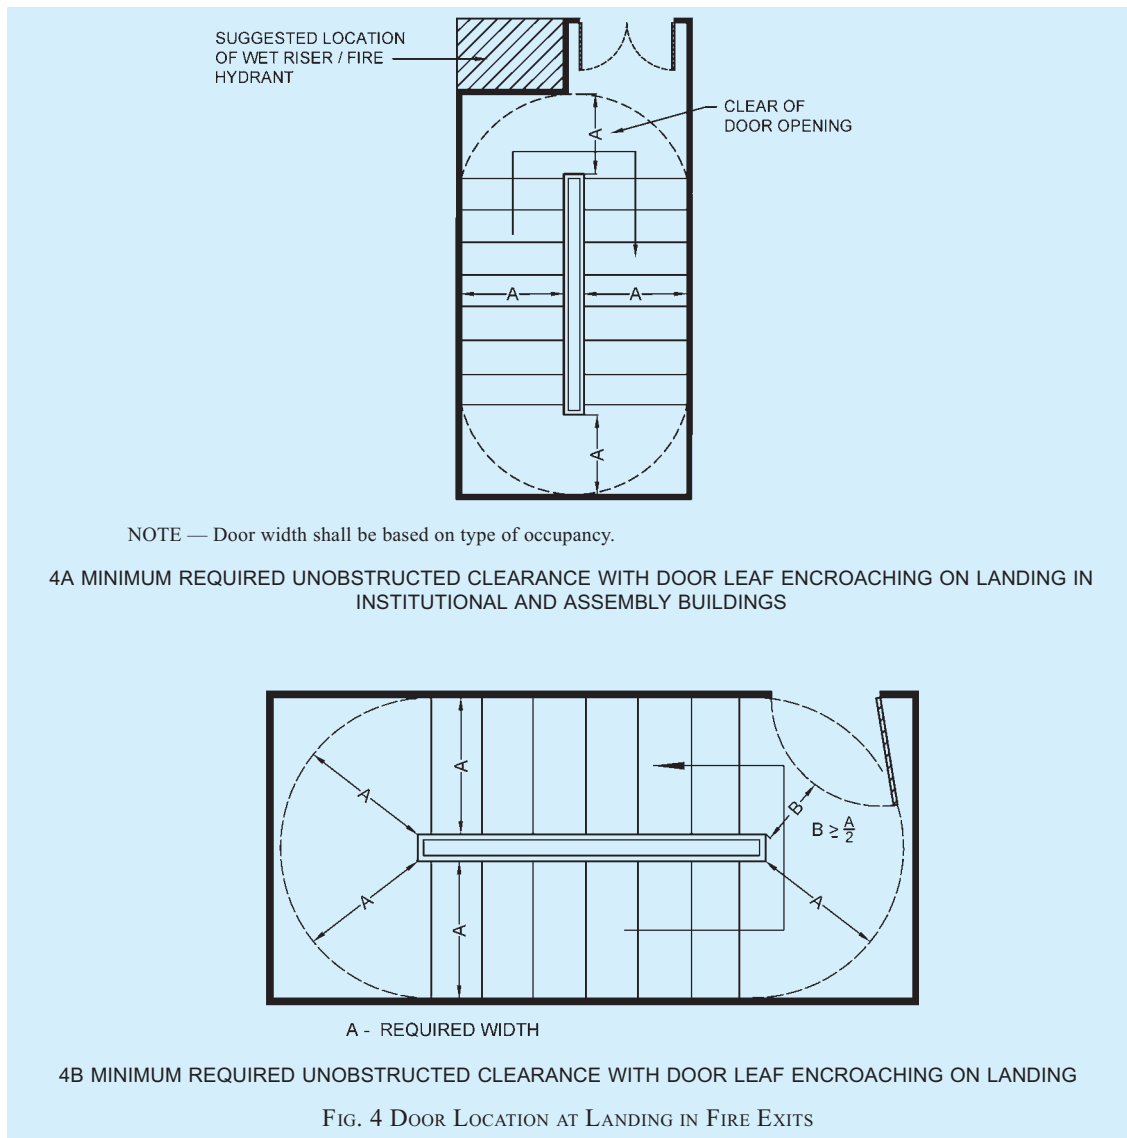 SUGGESTED LOCATION
OF WET RISER / FIRE
HYDRANT
CLEAR OF
DOOR OPENING
A
A
A
A
NOTE — Door width shall be based on type of occupancy.
4A MINIMUM REQUIRED UNOBSTRUCTED CLEARANCE WITH DOOR LEAF ENCROACHING ON LANDING IN
INSTITUTIONAL AND ASSEMBLY BUILDINGS
A
A
B
B ≥ A/2
A
A
A
A - REQUIRED WIDTH
4B MINIMUM REQUIRED UNOBSTRUCTED CLEARANCE WITH DOOR LEAF ENCROACHING ON LANDING
FIG. 4 DOOR LOCATION AT LANDING IN FIRE EXITS